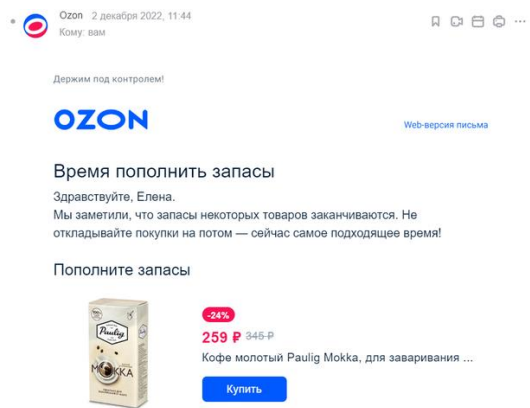 Ozon 2 декабря 2022, 11:44
Кому: вам
Держим под контролем!
OZON
Web-версия письма
Время пополнить запасы
Здравствуйте, Елена.
Мы заметили, что запасы некоторых товаров заканчиваются. Не
откладывайте покупки на потом — сейчас самое подходящее время!
Пополните запасы
Paulig
MOKKA
-24%
259 ₽ 345 ₽
Кофе молотый Paulig Mokka, для заваривания ...
Купить